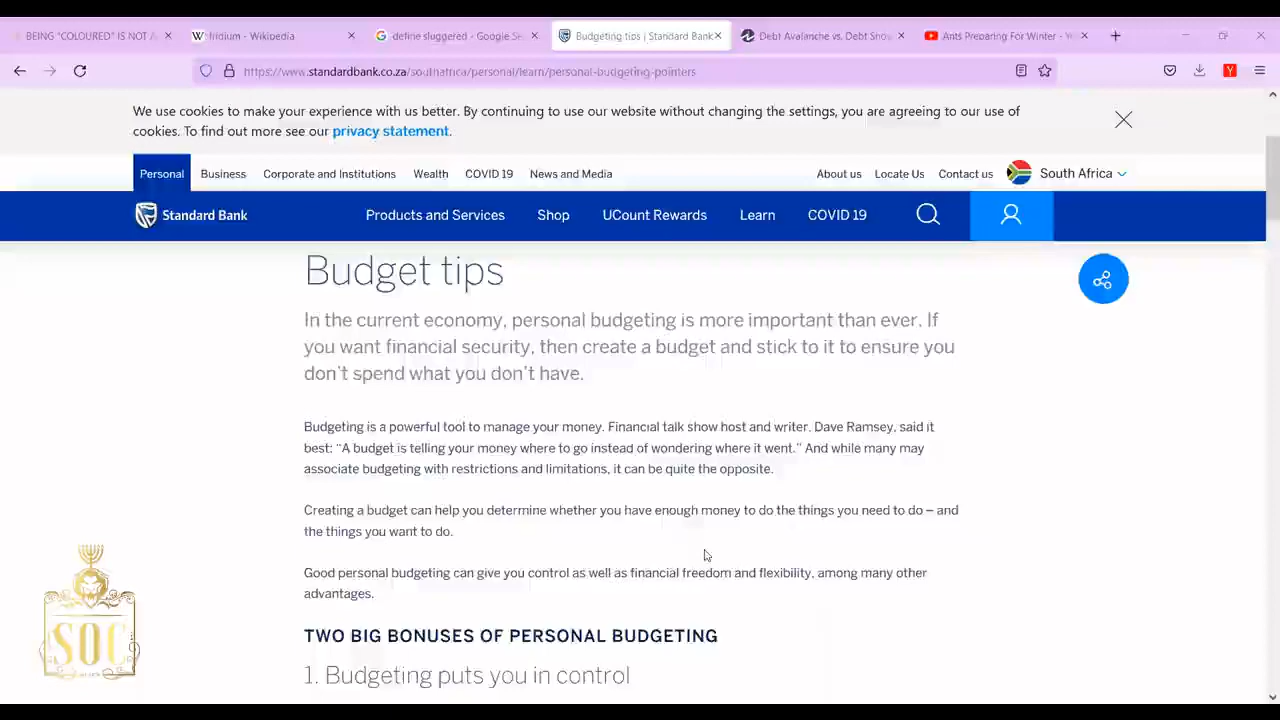 BEING "COLOURED" IS NOT A
Iridium - Wikipedia
define sluggered - Google Se
Budgeting tips | Standard Bank
Debt Avalanche vs. Debt Snow
Ants Preparing For Winter - Y
https://www.standardbank.co.za/southafrica/personal/learn/personal-budgeting-pointers
We use cookies to make your experience with us better. By continuing to use our website without changing the settings, you are agreeing to our use of
cookies. To find out more see our privacy statement.
Personal Business Corporate and Institutions Wealth COVID 19 News and Media About us Locate Us Contact us South Africa
Standard Bank Products and Services Shop UCount Rewards Learn COVID 19
Budget tips
In the current economy, personal budgeting is more important than ever. If
you want financial security, then create a budget and stick to it to ensure you
don't spend what you don't have.
Budgeting is a powerful tool to manage your money. Financial talk show host and writer, Dave Ramsey, said it
best: “A budget is telling your money where to go instead of wondering where it went.” And while many may
associate budgeting with restrictions and limitations, it can be quite the opposite.
Creating a budget can help you determine whether you have enough money to do the things you need to do – and
the things you want to do.
Good personal budgeting can give you control as well as financial freedom and flexibility, among many other
advantages.
TWO BIG BONUSES OF PERSONAL BUDGETING
1. Budgeting puts you in control
SOC